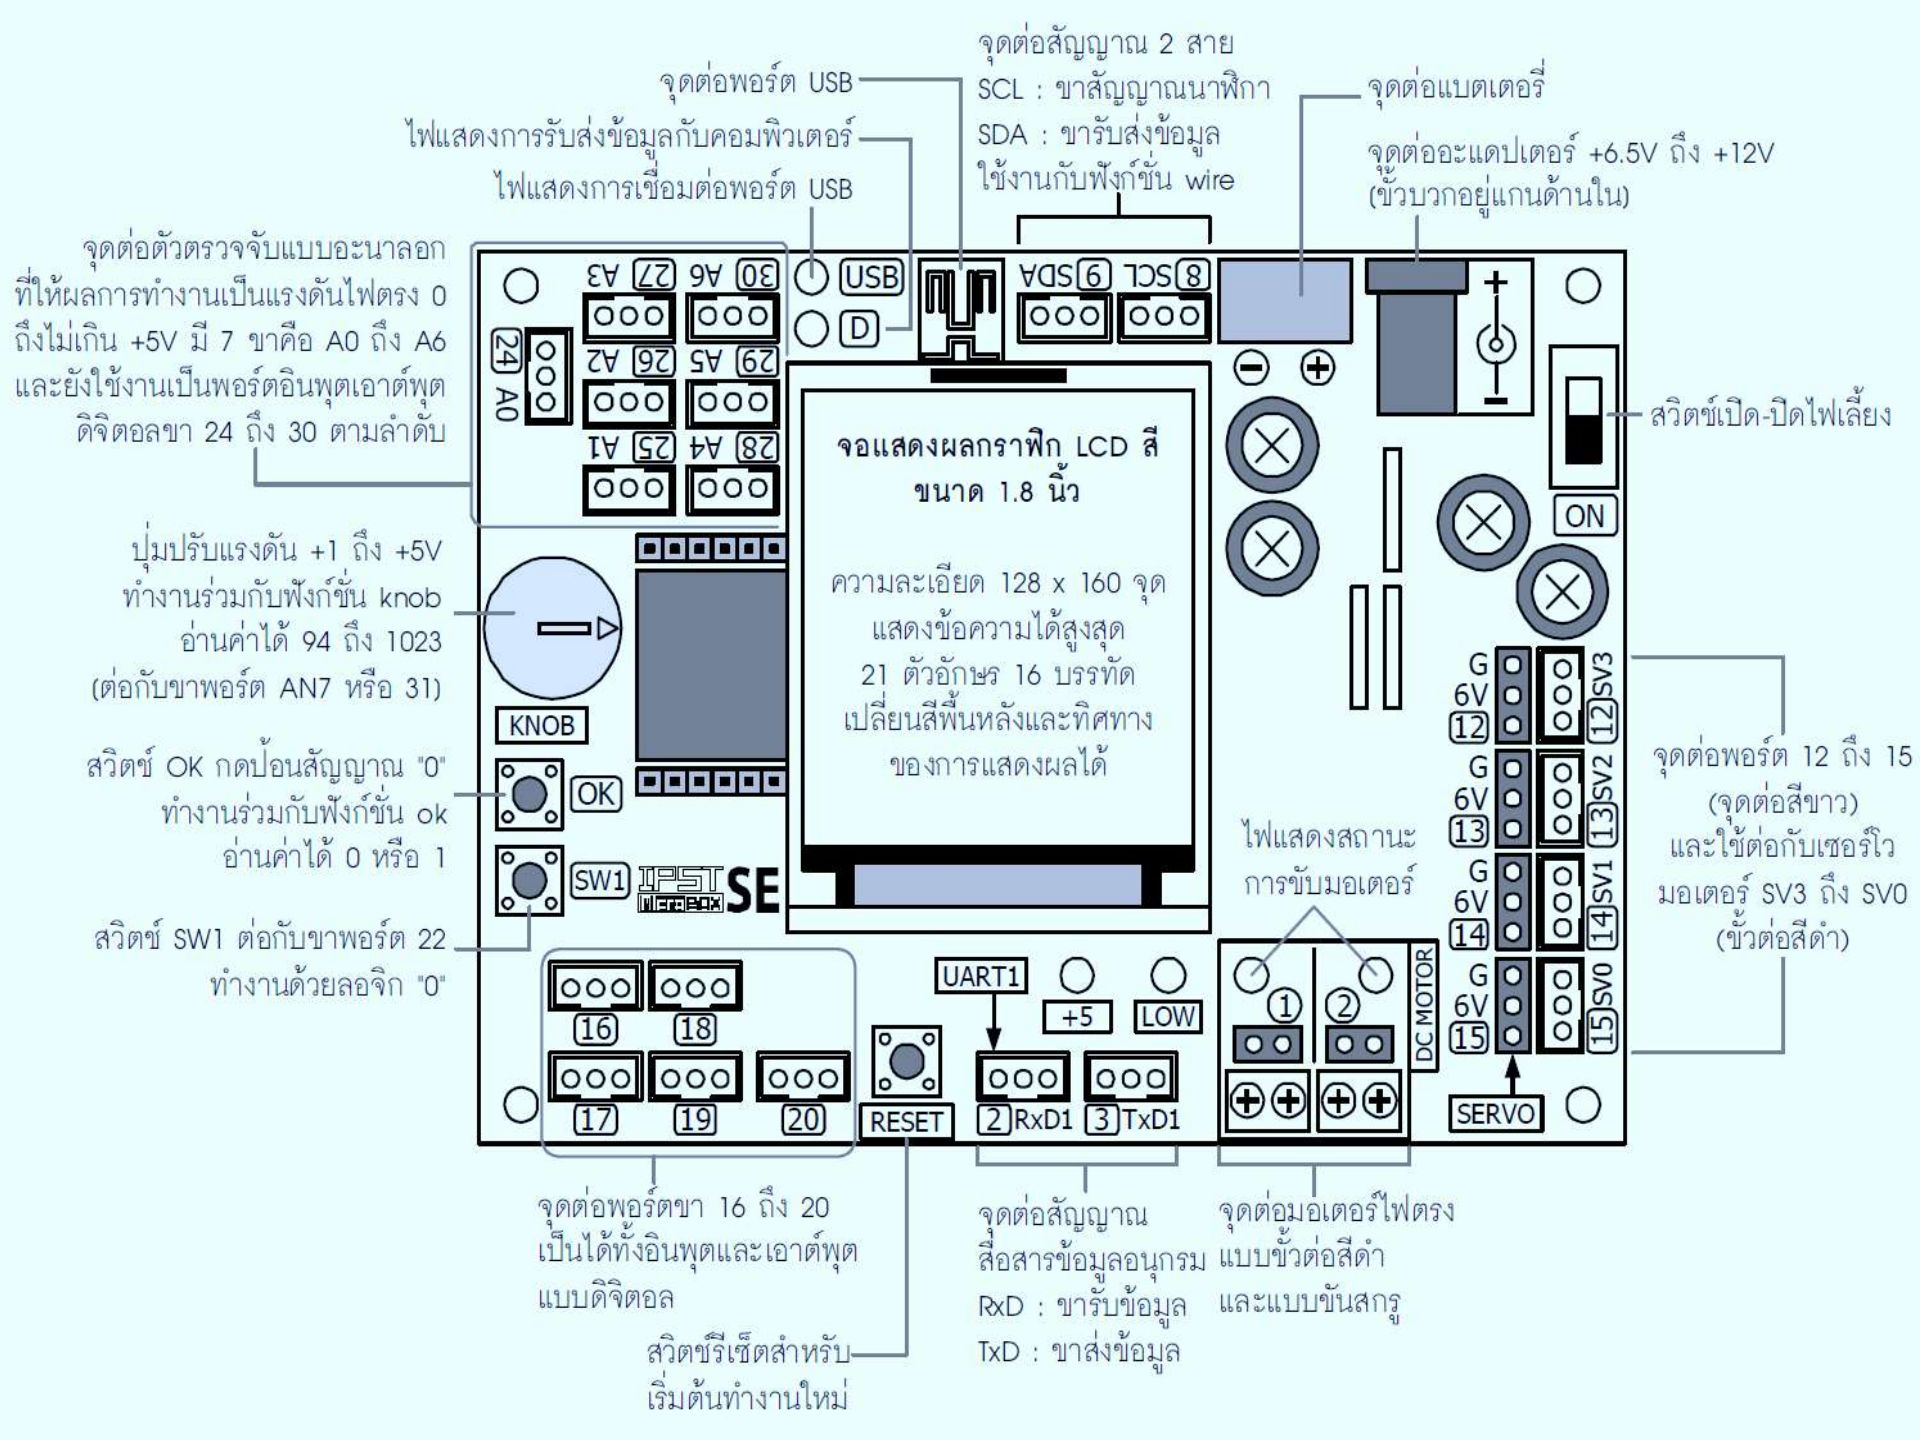 จุดต่อสัญญาณ 2 สาย
SCL : ขาสัญญาณนาฬิกา
SDA : ขารับส่งข้อมูล
ใช้งานกับฟังก์ชั่น wire
จุดต่อพอร์ต USB
ไฟแสดงการรับส่งข้อมูลกับคอมพิวเตอร์
ไฟแสดงการเชื่อมต่อพอร์ต USB
จุดต่อแบตเตอรี่
จุดต่ออะแดปเตอร์ +6.5V ถึง +12V
(ขั้วบวกอยู่แกนด้านใน)
จุดต่อตัวตรวจจับแบบอะนาลอก
ที่ให้ผลการทำงานเป็นแรงดันไฟตรง 0
ถึงไม่เกิน +5V มี 7 ขาคือ A0 ถึง A6
และยังใช้งานเป็นพอร์ตอินพุตเอาต์พุต
ดิจิตอลขา 24 ถึง 30 ตามลำดับ
A3 27 A6 30
USB
D
SDA 9 SCL 8
24 A0
A2 26 A5 29
A1 25 A4 28
+
-
- +
สวิตช์เปิด-ปิดไฟเลี้ยง
ON
จอแสดงผลกราฟิก LCD สี
ขนาด 1.8 นิ้ว
ความละเอียด 128 x 160 จุด
แสดงข้อความได้สูงสุด
21 ตัวอักษร 16 บรรทัด
เปลี่ยนสีพื้นหลังและทิศทาง
ของการแสดงผลได้
ปุ่มปรับแรงดัน +1 ถึง +5V
ทำงานร่วมกับฟังก์ชั่น knob
อ่านค่าได้ 94 ถึง 1023
(ต่อกับขาพอร์ต AN7 หรือ 31)
KNOB
สวิตช์ OK กดป้อนสัญญาณ "0"
ทำงานร่วมกับฟังก์ชั่น ok
อ่านค่าได้ 0 หรือ 1
OK
สวิตช์ SW1 ต่อกับขาพอร์ต 22
ทำงานด้วยลอจิก "0"
SW1
IPST SE
MicroBOX
G
6V
12
12 SV3
G
6V
13
13 SV2
G
6V
14
14 SV1
G
6V
15
15 SV0
SERVO
จุดต่อพอร์ต 12 ถึง 15
(จุดต่อสีขาว)
และใช้ต่อกับเซอร์โว
มอเตอร์ SV3 ถึง SV0
(ขั้วต่อสีดำ)
ไฟแสดงสถานะ
การขับมอเตอร์
1 2
DC MOTOR
UART1
+5
LOW
16 18
17 19 20
RESET
2 RxD1 3 TxD1
จุดต่อพอร์ตขา 16 ถึง 20
เป็นได้ทั้งอินพุตและเอาต์พุต
แบบดิจิตอล
สวิตช์รีเซ็ตสำหรับ
เริ่มต้นทำงานใหม่
จุดต่อสัญญาณ
สื่อสารข้อมูลอนุกรม
RxD : ขารับข้อมูล
TxD : ขาส่งข้อมูล
จุดต่อมอเตอร์ไฟตรง
แบบขั้วต่อสีดำ
และแบบขันสกรู